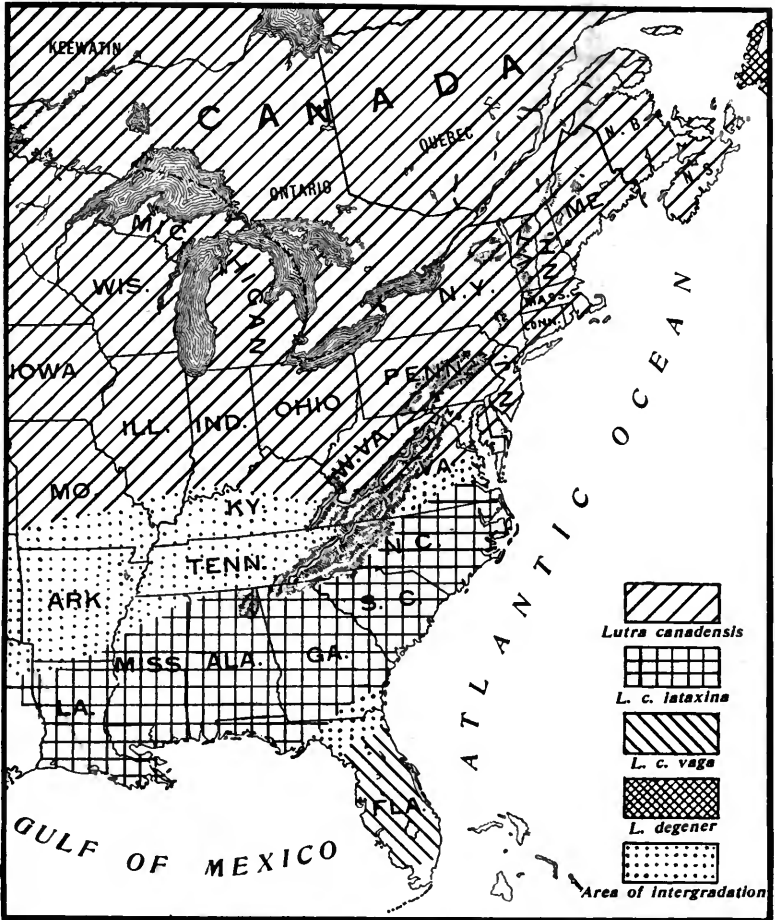 KEEWATIN
CANADA
QUEBEC
ONTARIO
N.B.
N.S.
ME.
MICHIGAN
WIS.
N.Y.
VT.
N.H.
MASS.
CONN.
IOWA
PENN.
N.J.
ILL.
IND.
OHIO
W.VA.
VA.
MO.
KY.
TENN.
N.C.
ARK
S.C.
MISS.
ALA.
GA.
LA.
FLA.
ATLANTIC OCEAN
GULF OF MEXICO
Lutra canadensis
L. c. lataxina
L. c. vaga
L. degener
Area of intergradation